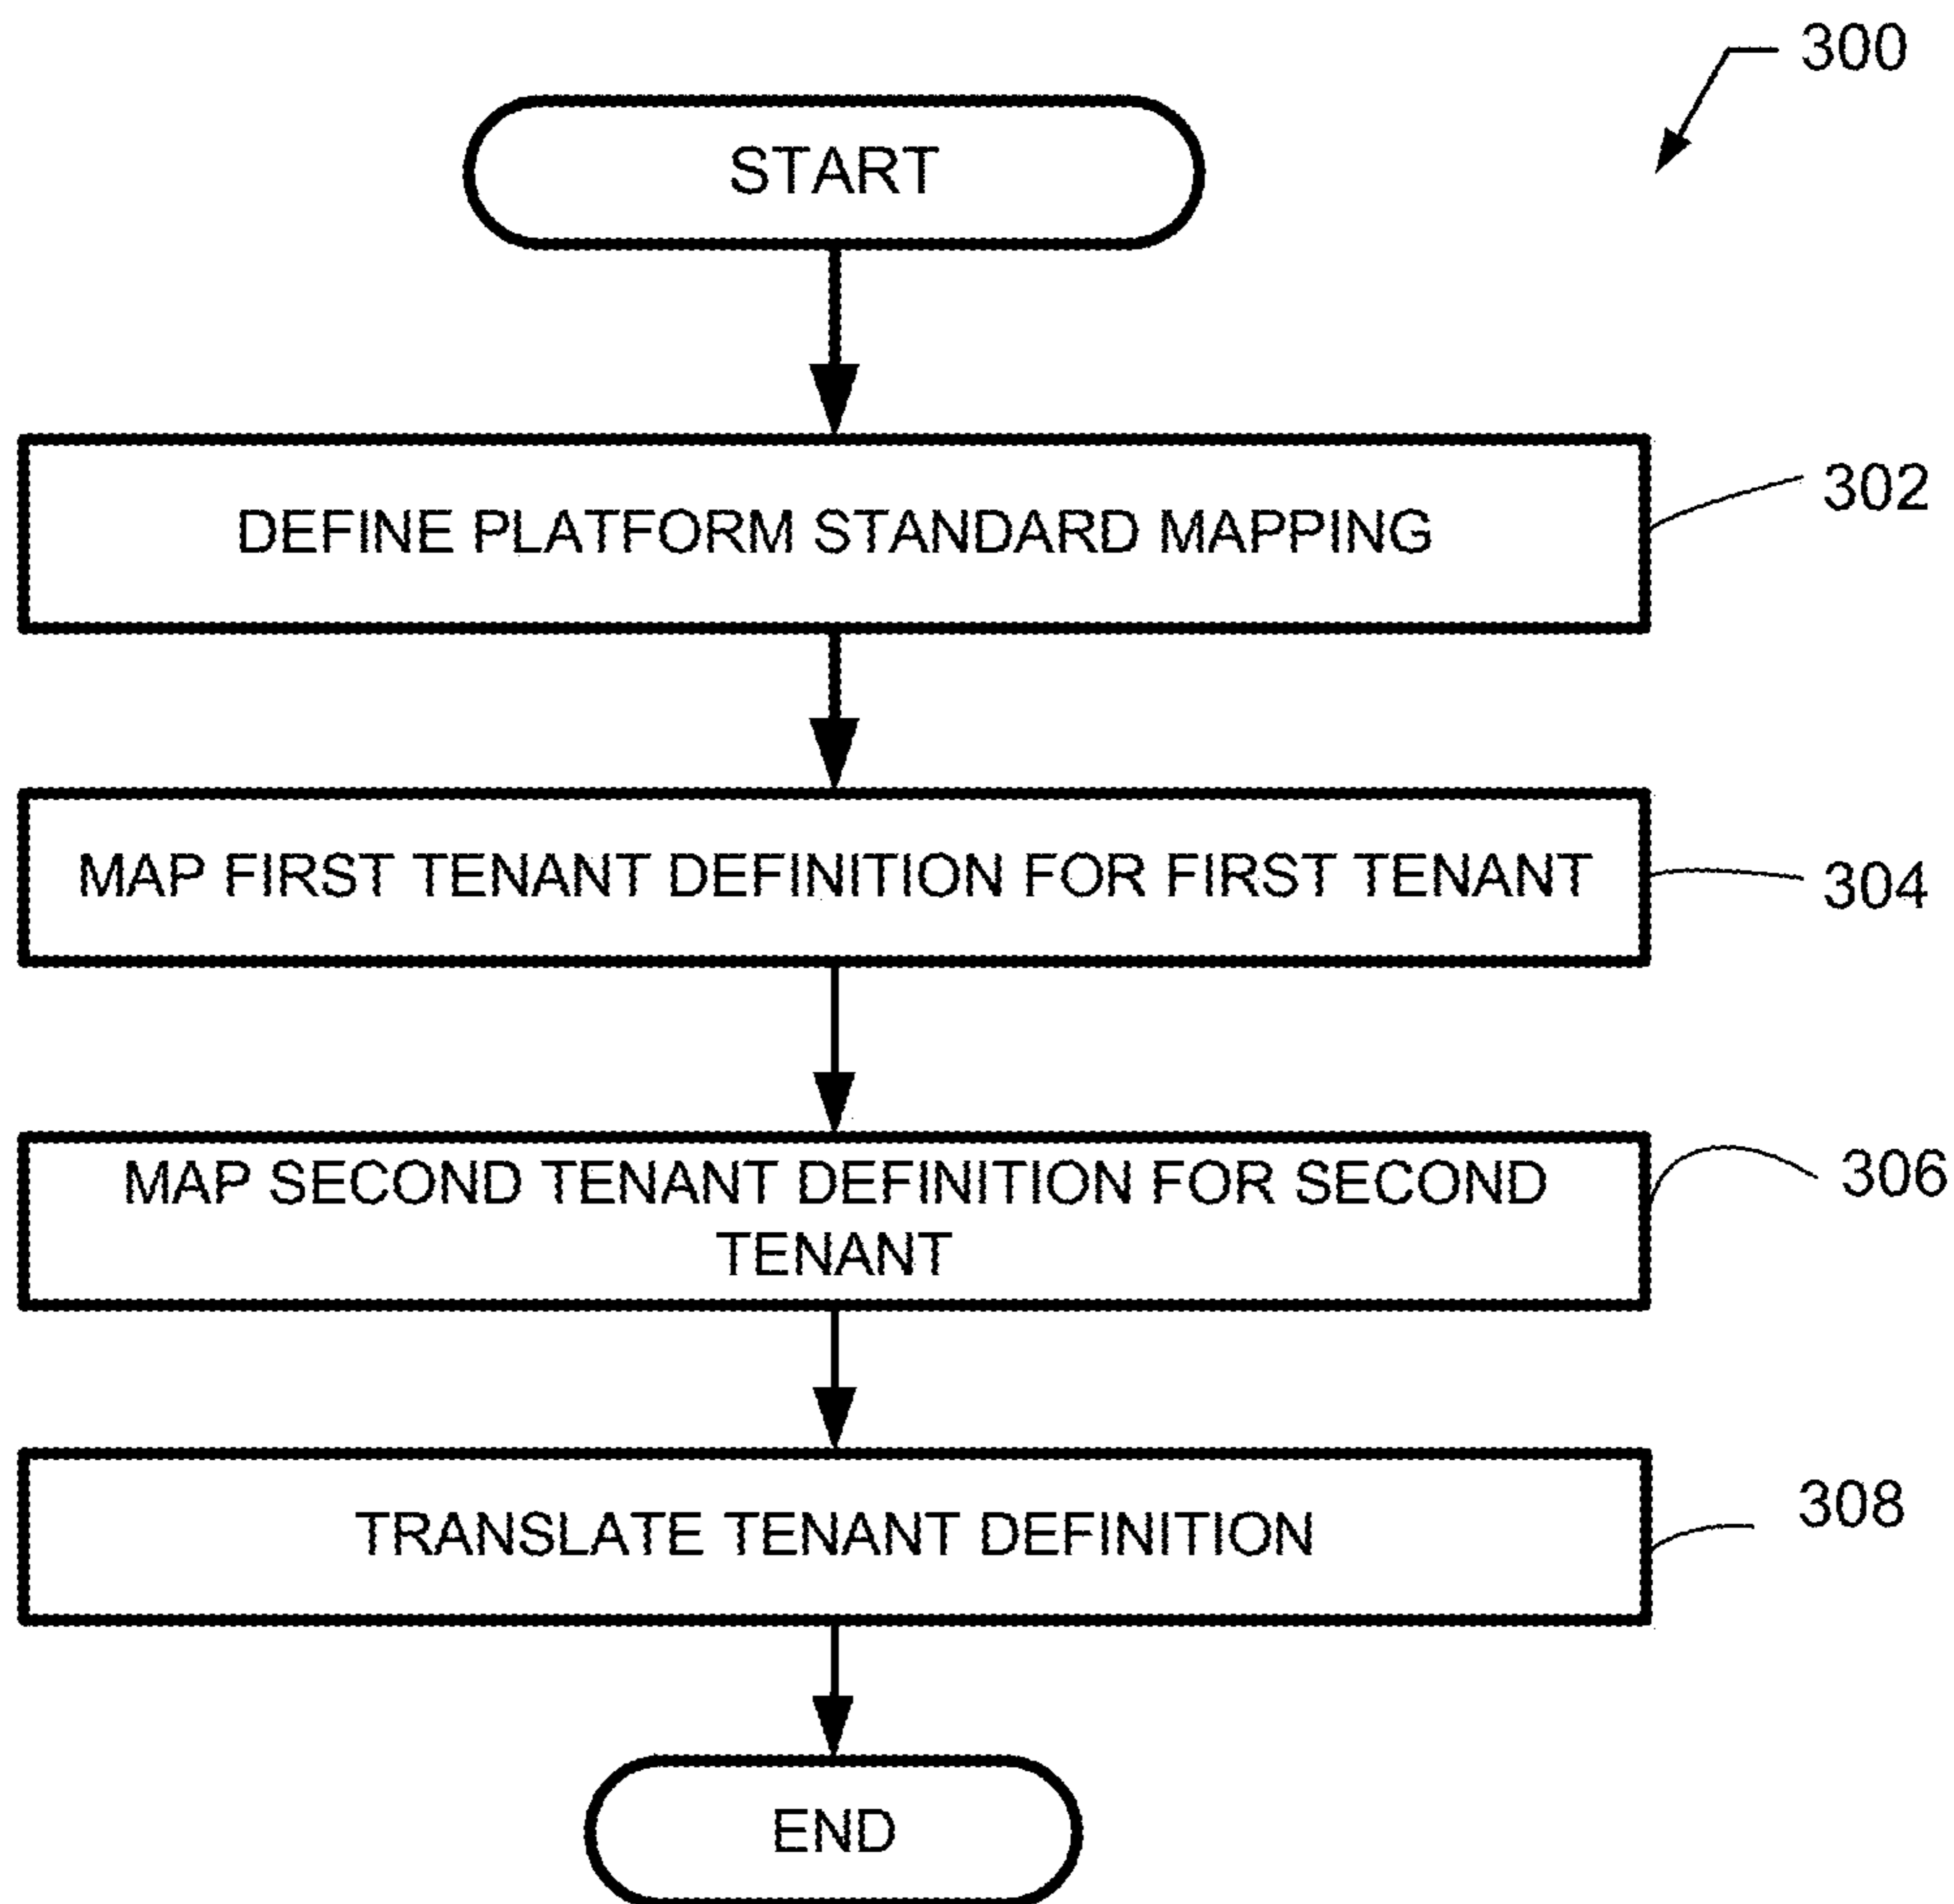 300
START
DEFINE PLATFORM STANDARD MAPPING
302
MAP FIRST TENANT DEFINITION FOR FIRST TENANT
304
MAP SECOND TENANT DEFINITION FOR SECOND
TENANT
306
TRANSLATE TENANT DEFINITION
308
END